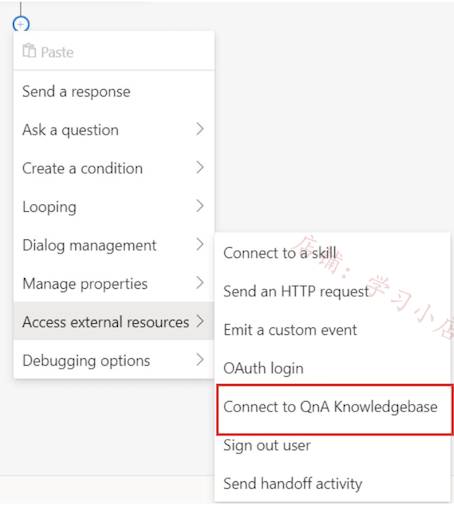 Paste
Send a response
Ask a question
Create a condition
Looping
Dialog management
Manage properties
Access external resources
Debugging options
Connect to a skill
Send an HTTP request
Emit a custom event
OAuth login
Connect to QnA Knowledgebase
Sign out user
Send handoff activity
店铺：学习小店